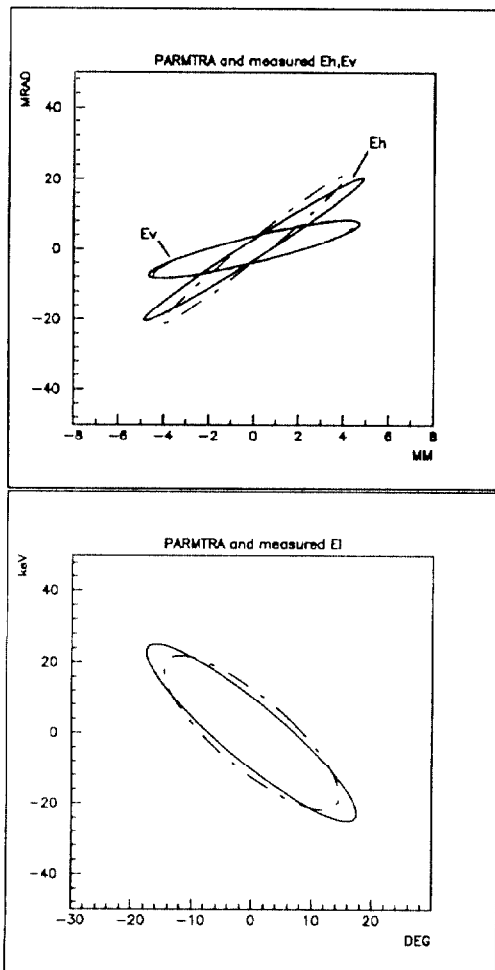 PARMTRA and measured Eh,Ev
MRAD
40
20
0
-20
-40
Eh
Ev
-8 -6 -4 -2 0 2 4 6 8
MM
PARMTRA and measured El
keV
40
20
0
-20
-40
-30 -20 -10 0 10 20
DEG